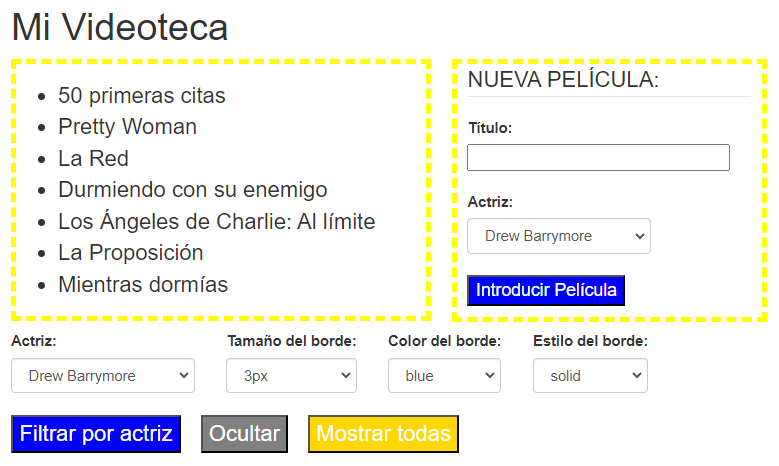 Mi Videoteca
50 primeras citas
Pretty Woman
La Red
Durmiendo con su enemigo
Los Ángeles de Charlie: Al límite
La Proposición
Mientras dormías
NUEVA PELÍCULA:
Título:
Actriz:
Drew Barrymore
Introducir Película
Actriz: Tamaño del borde: Color del borde: Estilo del borde:
Drew Barrymore 3px blue solid
Filtrar por actriz Ocultar Mostrar todas